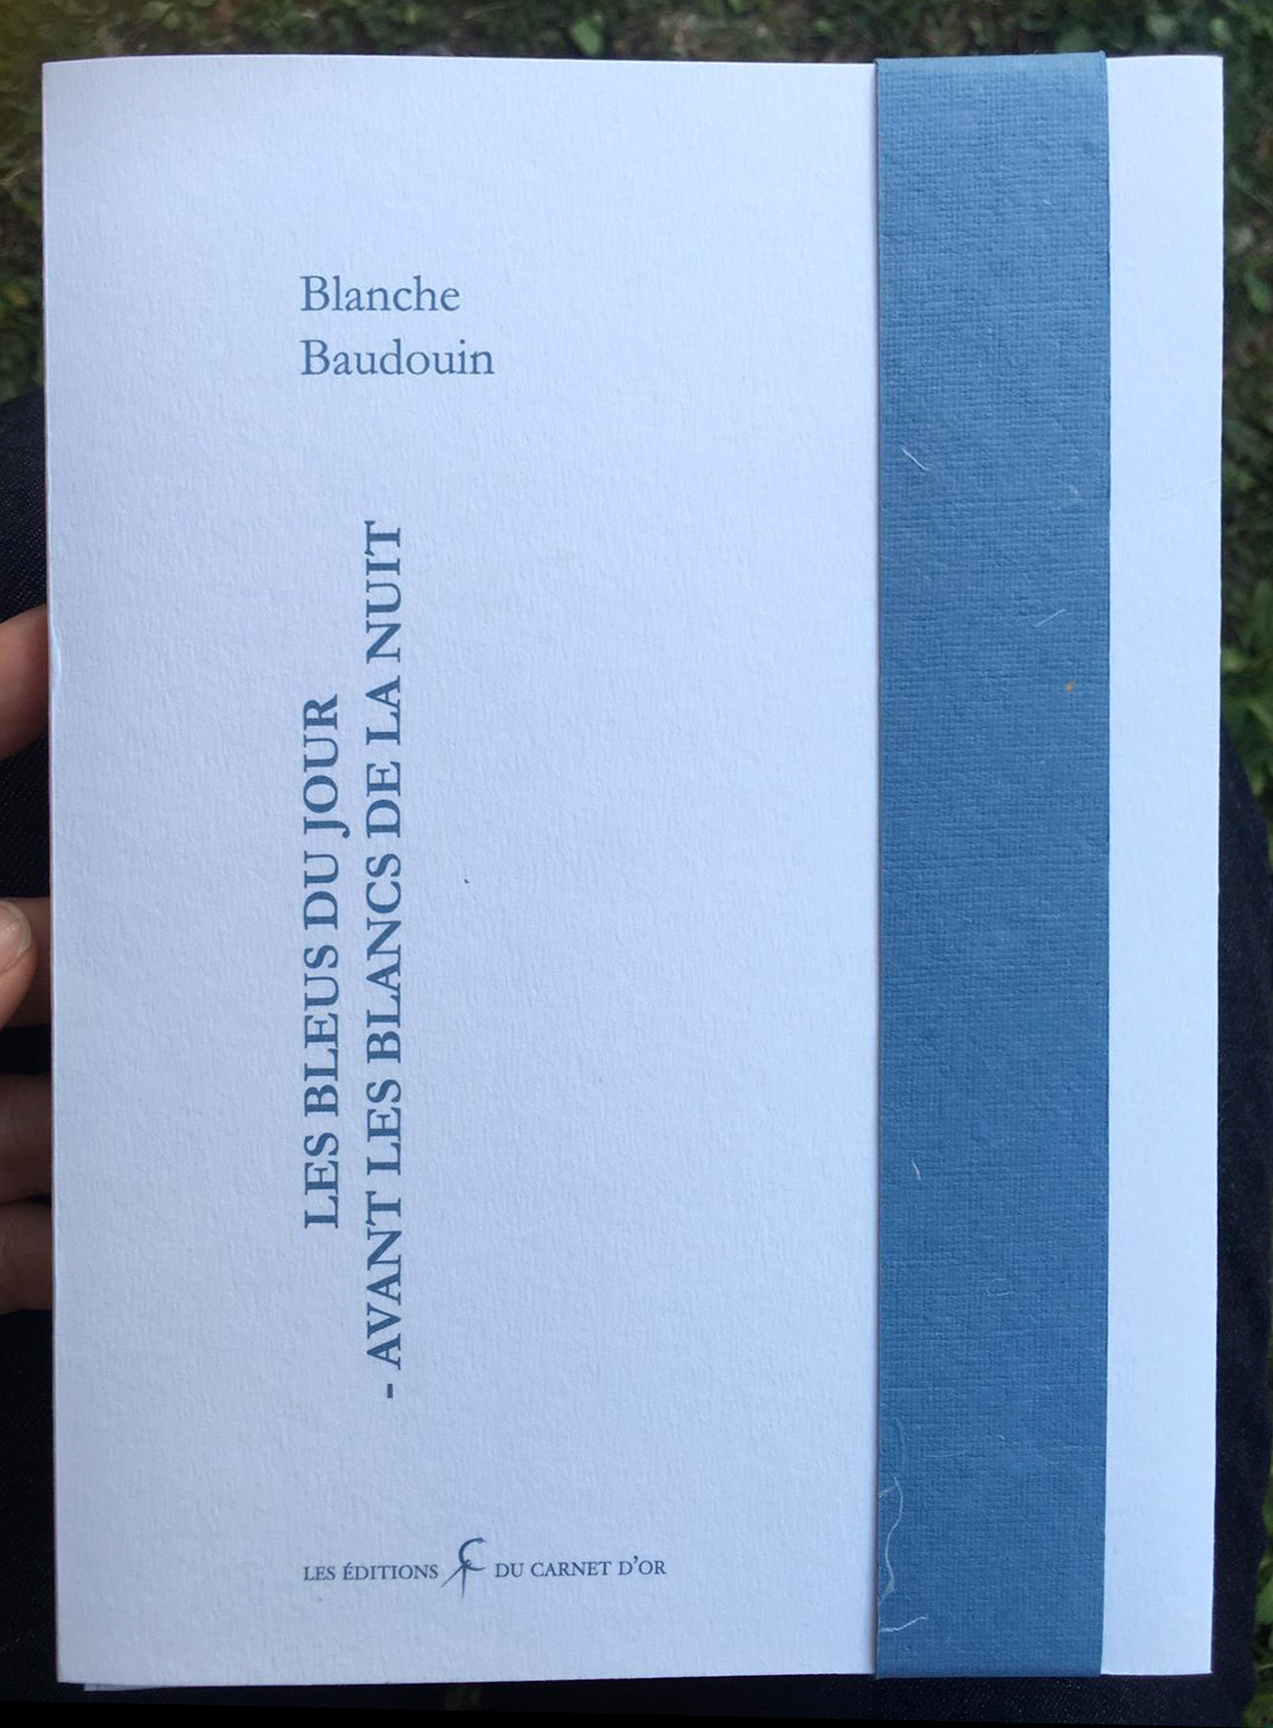 Blanche
Baudouin
LES BLEUS DU JOUR
- AVANT LES BLANCS DE LA NUIT
LES ÉDITIONS DU CARNET D'OR